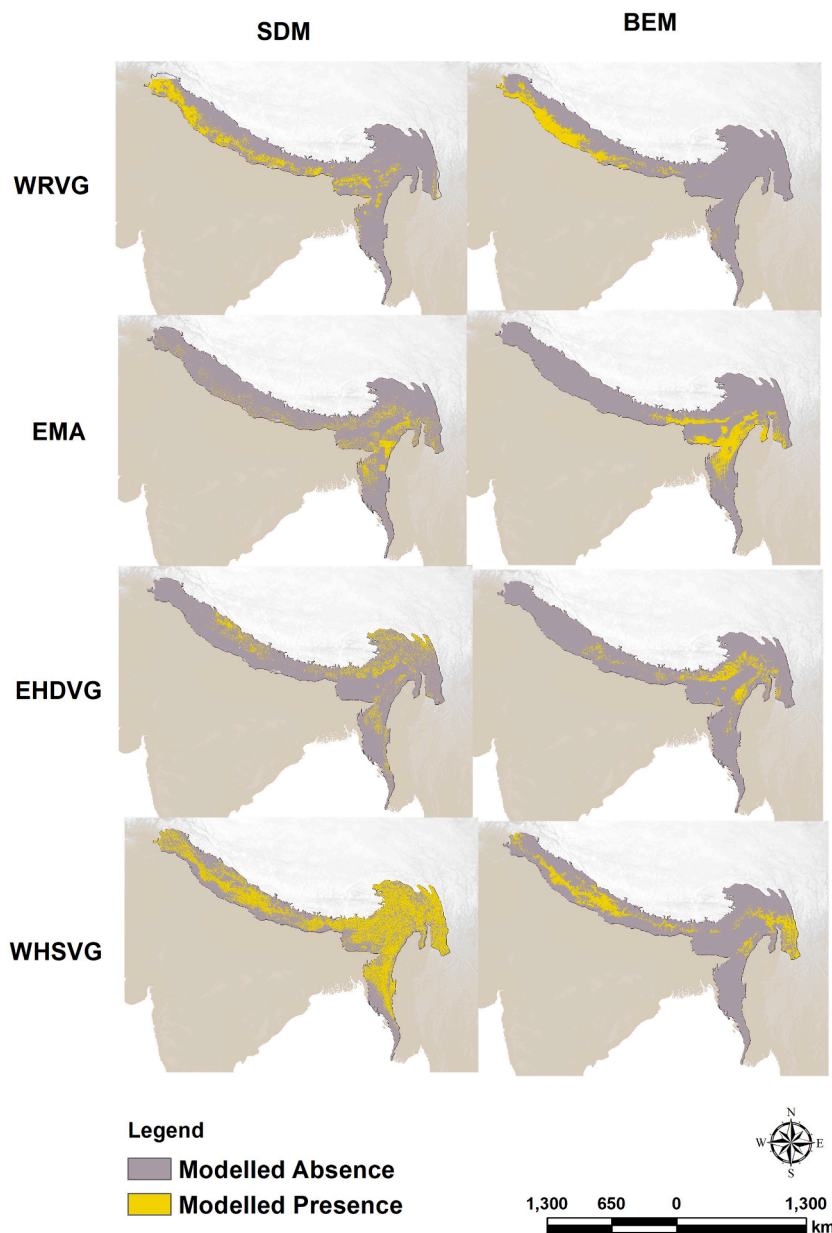 SDM BEM
WRVG
EMA
EHDVG
WHSVG
Legend
Modelled Absence
Modelled Presence
N
W E
S
1,300 650 0 1,300
km